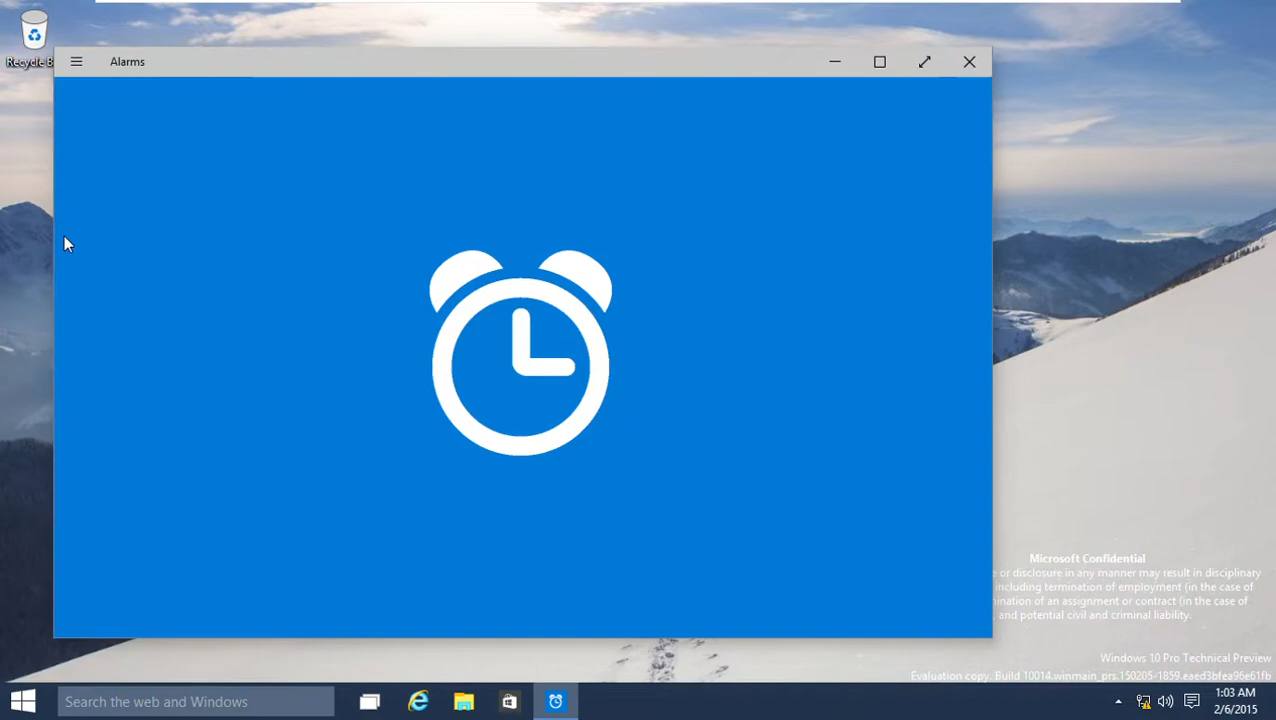 Recycle B
Alarms
Microsoft Confidential
e or disclosure in any manner may result in disciplinary
including termination of employment (in the case of
mination of an assignment or contract (in the case of
, and potential civil and criminal liability.
Windows 10 Pro Technical Preview
Evaluation copy. Build 10014.winmain_prs.150205-1859.eaed3bfea96e61fb
Search the web and Windows
1:03 AM
2/6/2015